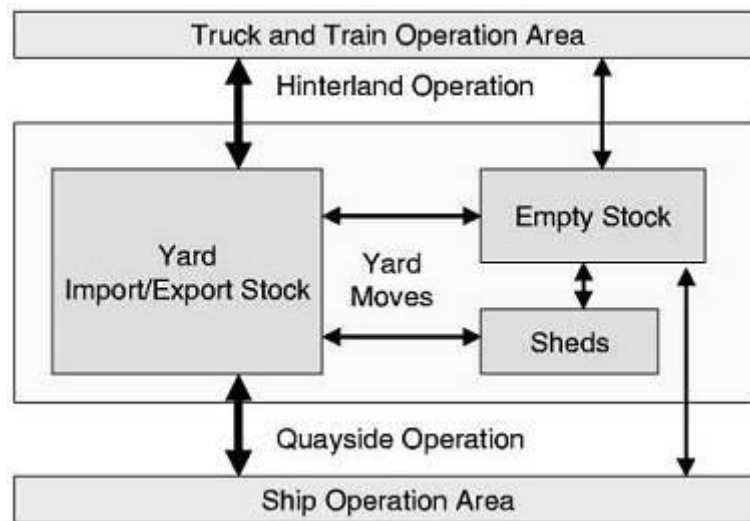 Truck and Train Operation Area
Hinterland Operation
Yard
Import/Export Stock
Empty Stock
Yard
Moves
Sheds
Quayside Operation
Ship Operation Area